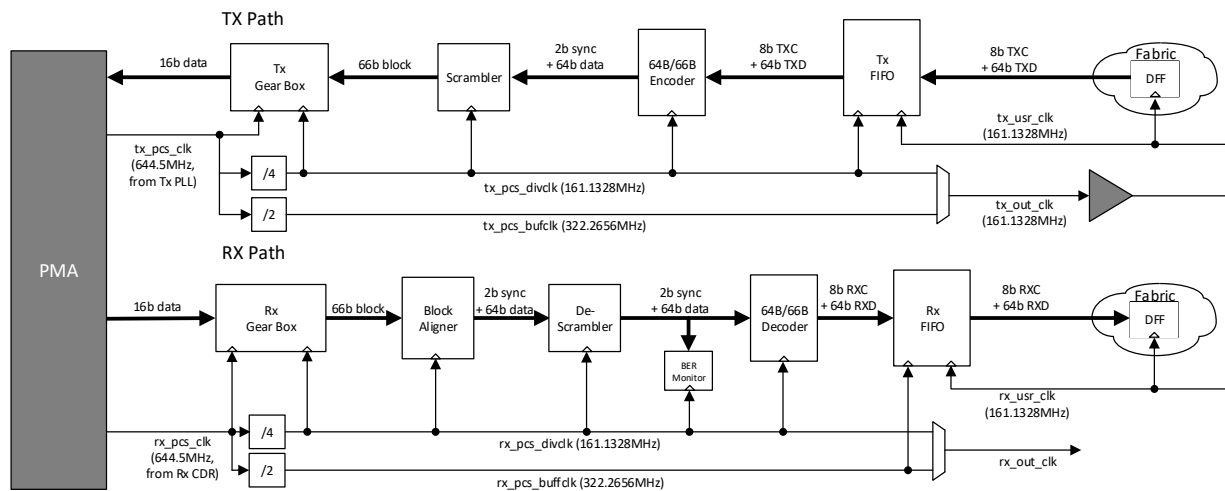 TX Path
16b data
Tx
Gear Box
66b block
Scrambler
2b sync
+ 64b data
64B/66B
Encoder
8b TXC
+ 64b TXD
Tx
FIFO
8b TXC
+ 64b TXD
Fabric
DFF
tx_pcs_clk
(644.5MHz,
from Tx PLL)
/4
tx_pcs_divclk (161.1328MHz)
/2
tx_pcs_bufclk (322.2656MHz)
tx_usr_clk
(161.1328MHz)
tx_out_clk
(161.1328MHz)
PMA
RX Path
16b data
Rx
Gear Box
66b block
Block
Aligner
2b sync
+ 64b data
De-
Scrambler
2b sync
+ 64b data
BER
Monitor
64B/66B
Decoder
8b RXC
+ 64b RXD
Rx
FIFO
8b RXC
+ 64b RXD
Fabric
DFF
rx_usr_clk
(161.1328MHz)
rx_pcs_clk
(644.5MHz,
from Rx CDR)
/4
rx_pcs_divclk (161.1328MHz)
/2
rx_pcs_buffclk (322.2656MHz)
rx_out_clk